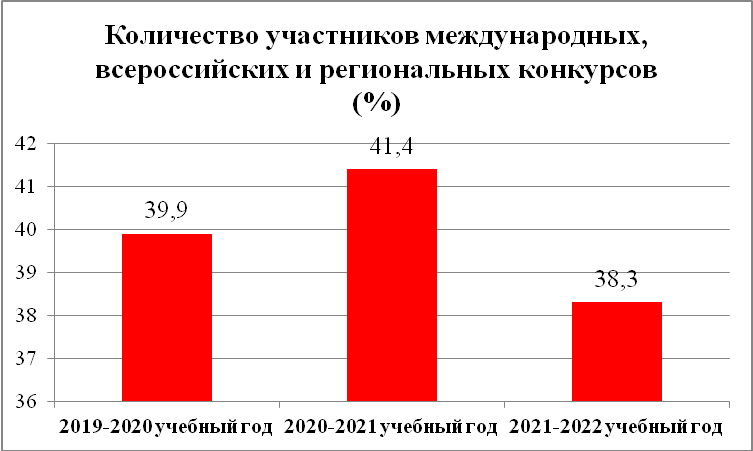 Количество участников международных,
всероссийских и региональных конкурсов
(%)
42
41
40
39
38
37
36
39,9
41,4
38,3
2019-2020 учебный год
2020-2021 учебный год
2021-2022 учебный год